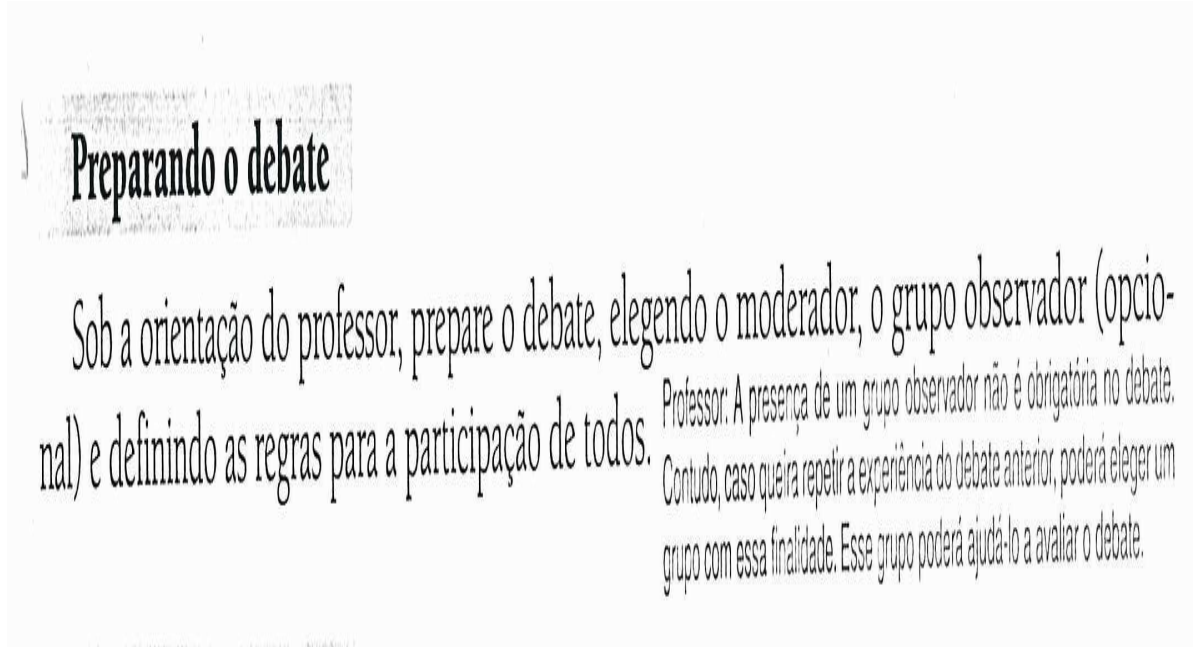 Preparando o debate
Sob a orientação do professor, prepare o debate, elegendo o moderador, o grupo observador (opcio-
nal) e definindo as regras para a participação de todos.
Professor: A presença de um grupo observador não é obrigatória no debate.
Contudo, caso queira repetir a experiência do debate anterior, poderá eleger um
grupo com essa finalidade. Esse grupo poderá ajudá-lo a avaliar o debate.